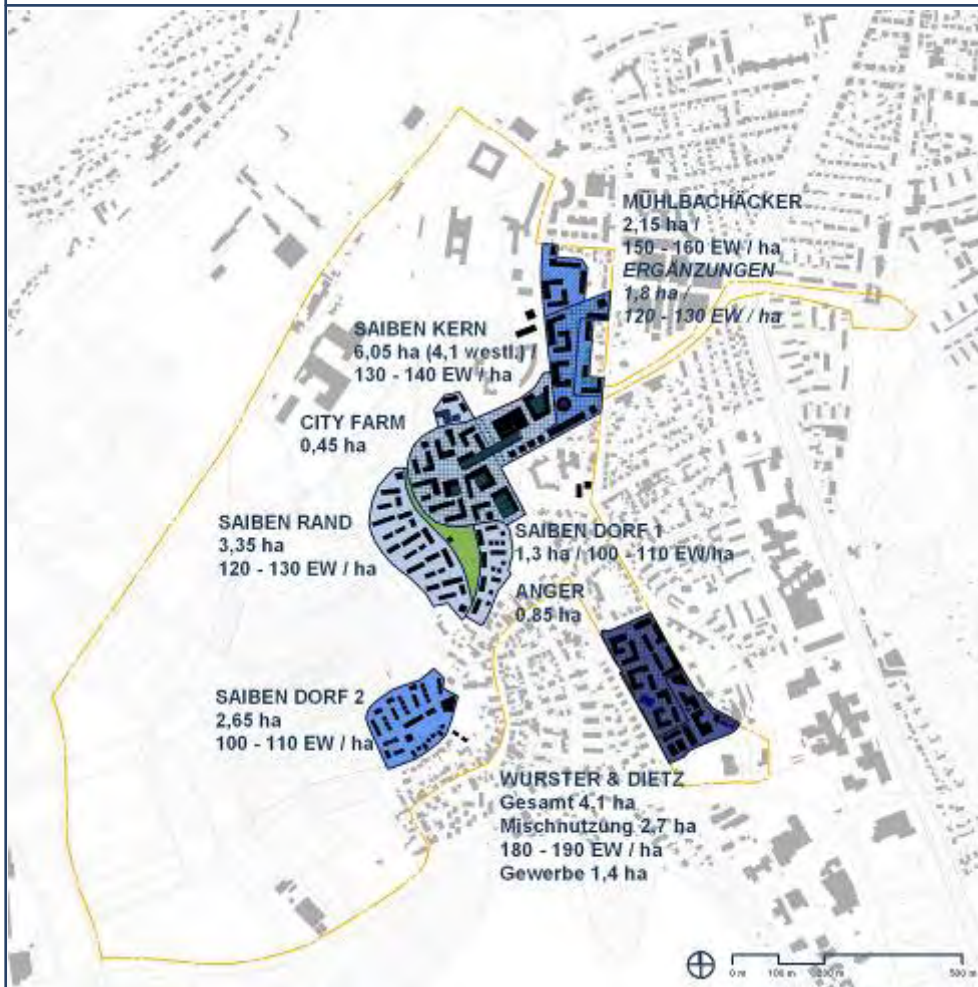 MÜHLBACHÄCKER
2,15 ha /
150 - 160 EW / ha
ERGÄNZUNGEN
1,8 ha /
120 - 130 EW / ha
SAIBEN KERN
6,05 ha (4,1 westl.) /
130 - 140 EW / ha
CITY FARM
0,45 ha
SAIBEN RAND
3,35 ha
120 - 130 EW / ha
SAIBEN DORF 1
1,3 ha / 100 - 110 EW/ha
ANGER
0,85 ha
SAIBEN DORF 2
2,65 ha
100 - 110 EW / ha
WURSTER & DIETZ
Gesamt 4,1 ha
Mischnutzung 2,7 ha
180 - 190 EW / ha
Gewerbe 1,4 ha
0 m 100 m 200 m 500 m